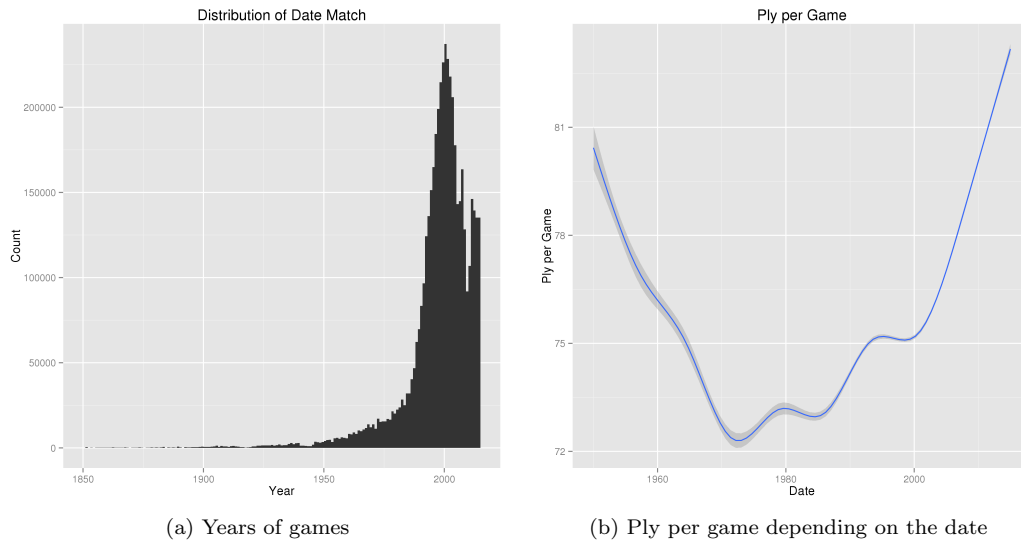 Distribution of Date Match
Count
200000
150000
100000
50000
0
1850
1900
1950
2000
Year
(a) Years of games
Ply per Game
Ply per Game
81
78
75
72
1960
1980
2000
Date
(b) Ply per game depending on the date